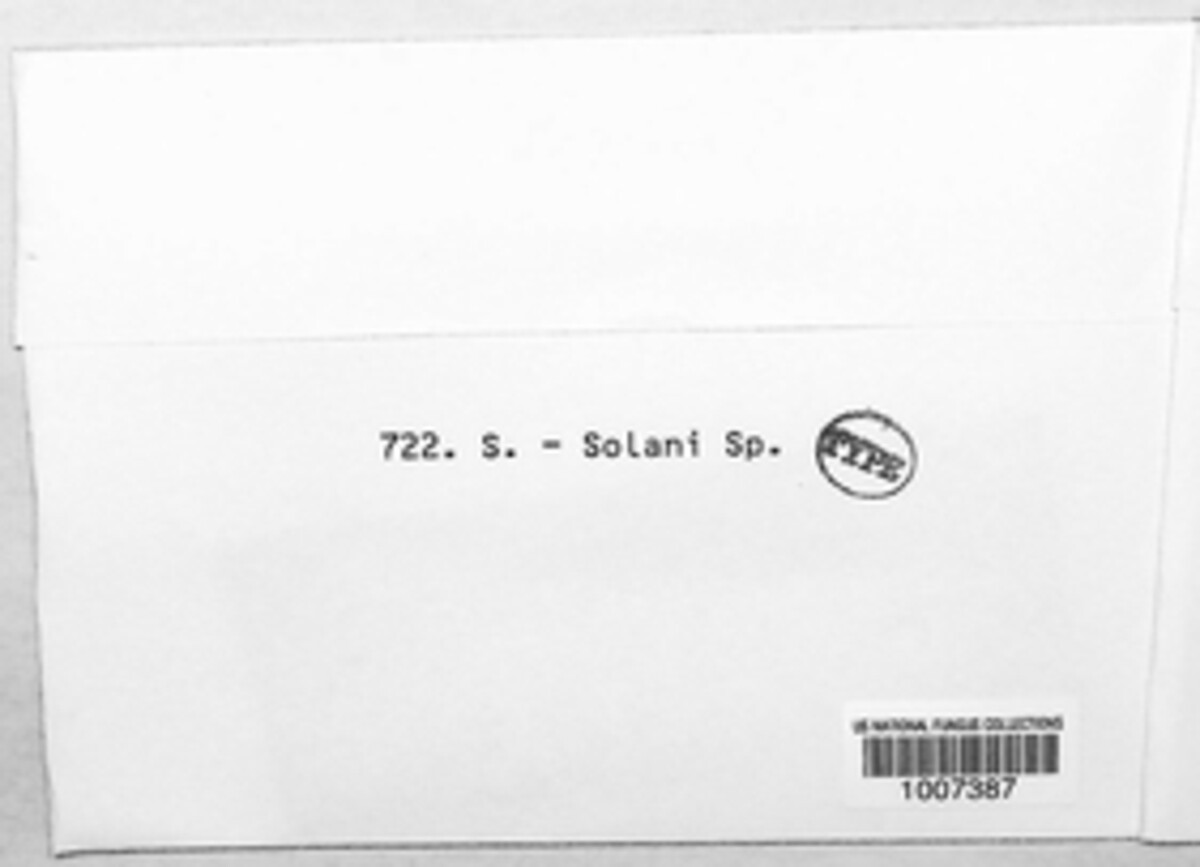 722. S. - Solani Sp.
TYPE
US NATIONAL FUNGUS COLLECTIONS
1007387